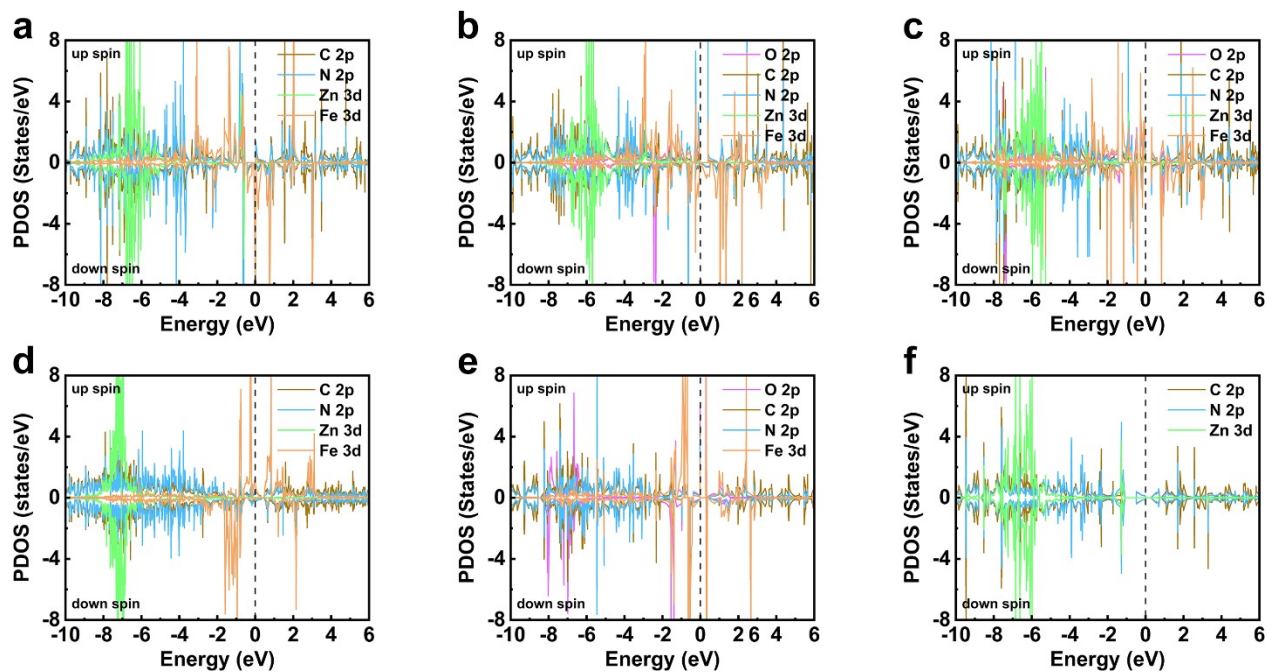 a
PDOS (States/eV)
8
4
0
-4
-8
up spin
down spin
C 2p
N 2p
Zn 3d
Fe 3d
-10 -8 -6 -4 -2 0 2 4 6
Energy (eV)
b
PDOS (States/eV)
8
4
0
-4
-8
up spin
down spin
O 2p
C 2p
N 2p
Zn 3d
Fe 3d
-10 -8 -6 -4 -2 0 2 6 2 4 6
Energy (eV)
c
PDOS (States/eV)
8
4
0
-4
-8
up spin
down spin
O 2p
C 2p
N 2p
Zn 3d
Fe 3d
-10 -8 -6 -4 -2 0 2 4 6
Energy (eV)
d
PDOS (states/eV)
8
4
0
-4
-8
up spin
down spin
C 2p
N 2p
Zn 3d
Fe 3d
-10 -8 -6 -4 -2 0 2 4 6
Energy (eV)
e
PDOS (States/eV)
8
4
0
-4
-8
up spin
down spin
O 2p
C 2p
N 2p
Fe 3d
-10 -8 -6 -4 -2 0 2 6 2 4 6
Energy (eV)
f
PDOS (States/eV)
8
4
0
-4
-8
up spin
down spin
C 2p
N 2p
Zn 3d
-10 -8 -6 -4 -2 0 2 4 6
Energy (eV)